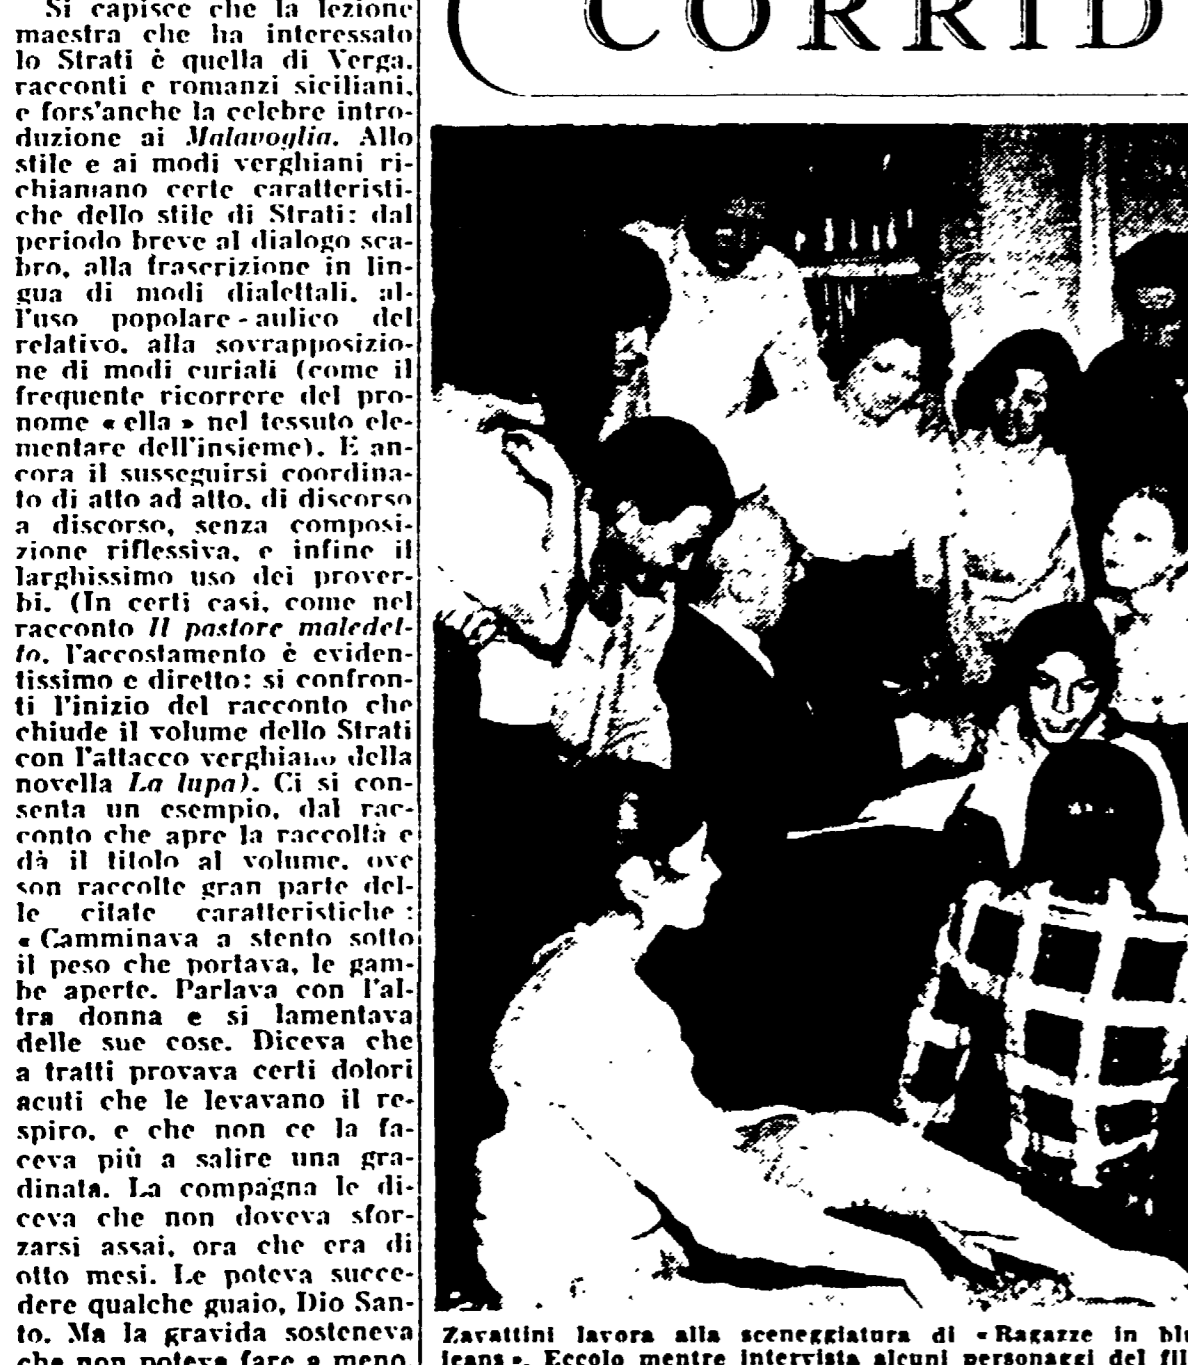 Si capisce che la lezione
maestra che ha interessato
lo Strati è quella di Verga,
racconti e romanzi siciliani,
e fors'anche la celebre intro-
duzione ai Malavoglia. Allo
stile e ai modi verghiani ri-
chiamano certe caratteristi-
che dello stile di Strati: dal
periodo breve al dialogo sca-
bro, alla trascrizione in lin-
gua di modi dialettali, al-
l'uso popolare-aulico del
relativo, alla sovrapposizio-
ne di modi curiali (come il
frequente ricorrere del pro-
nome « ella » nel tessuto ele-
mentare dell'insieme). E an-
cora il susseguirsi coordina-
to di atto ad atto, di discorso
a discorso, senza composi-
zione riflessiva, e infine il
larghissimo uso dei prover-
bi. (In certi casi, come nel
racconto Il pastore maledet-
to, l'accostamento è eviden-
tissimo e diretto: si confron-
ti l'inizio del racconto che
chiude il volume dello Strati
con l'attacco verghiano della
novella La lupa). Ci si con-
senta un esempio, dal rac-
conto che apre la raccolta e
dà il titolo al volume, ove
son raccolte gran parte del-
le citate caratteristiche:
« Camminava a stento sotto
il peso che portava, le gam-
be aperte. Parlava con l'al-
tra donna e si lamentava
delle sue cose. Diceva che
a tratti provava certi dolori
acuti che le levavano il re-
spiro, e che non ce la fa-
ceva più a salire una gra-
dinata. La compagna le di-
ceva che non doveva sfor-
zarsi assai, ora che era di
otto mesi. Le poteva succe-
dere qualche guaio, Dio San-
to. Ma la gravida sosteneva
che non poteva fare a meno,
CORRID
Zavattini lavora alla sceneggiatura di « Ragazze in blu
jeans ». Eccolo mentre intervista alcuni personaggi del fil